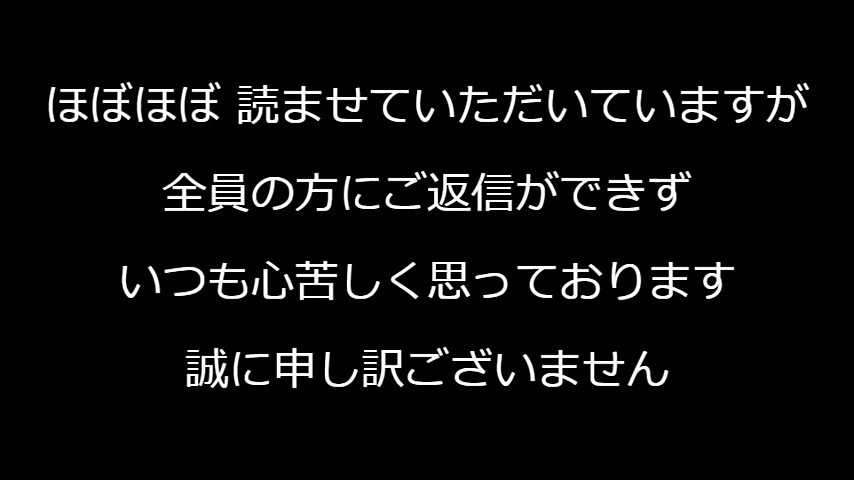 ほぼほぼ 読ませていただいていますが
全員の方にご返信ができず
いつも心苦しく思っております
誠に申し訳ございません